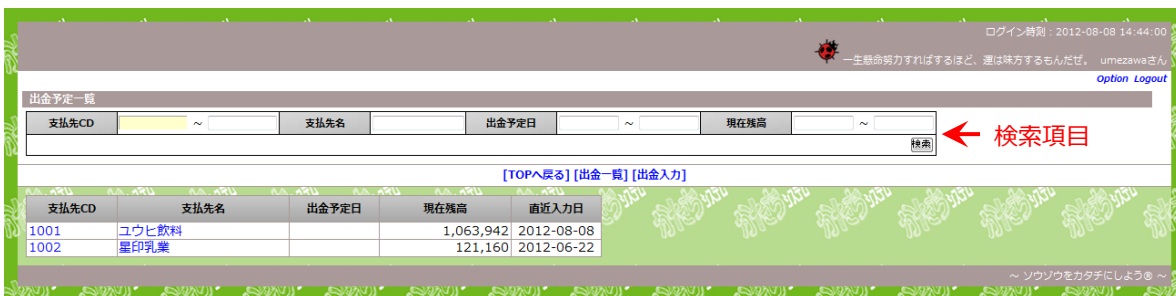 ログイン時刻：2012-08-08 14:44:00
一生懸命努力すればするほど、運は味方するもんだぜ。 umezawaさん
Option Logout
出金予定一覧
支払先CD ～ 支払先名 出金予定日 ～ 現在残高 ～
検索
検索項目
[TOPへ戻る] [出金一覧] [出金入力]
支払先CD 支払先名 出金予定日 現在残高 直近入力日
1001 ユウヒ飲料 1,063,942 2012-08-08
1002 星印乳業 121,160 2012-06-22
～ ソウゾウをカタチにしよう® ～